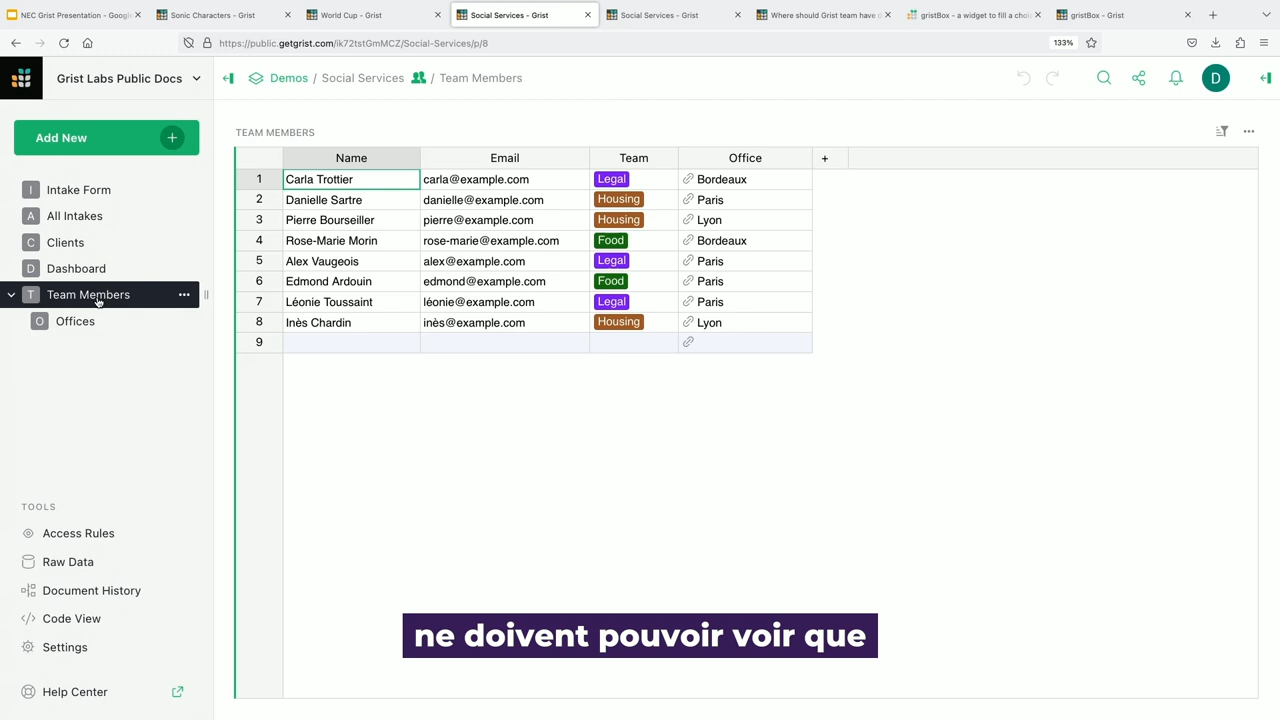 NEC Grist Presentation - Google
Sonic Characters - Grist
World Cup - Grist
Social Services - Grist
Social Services - Grist
Where should Grist team have d
gristBox – a widget to fill a choi
gristBox - Grist
https://public.getgrist.com/ik72tstGmMCZ/Social-Services/p/8
133%
Grist Labs Public Docs
Demos / Social Services / Team Members
D
Add New +
I Intake Form
A All Intakes
C Clients
D Dashboard
T Team Members
O Offices
TOOLS
Access Rules
Raw Data
Document History
Code View
Settings
Help Center
TEAM MEMBERS
Name Email Team Office +
1 Carla Trottier carla@example.com Legal Bordeaux
2 Danielle Sartre danielle@example.com Housing Paris
3 Pierre Bourseiller pierre@example.com Housing Lyon
4 Rose-Marie Morin rose-marie@example.com Food Bordeaux
5 Alex Vaugeois alex@example.com Legal Paris
6 Edmond Ardouin edmond@example.com Food Paris
7 Léonie Toussaint léonie@example.com Legal Paris
8 Inès Chardin inès@example.com Housing Lyon
9
ne doivent pouvoir voir que